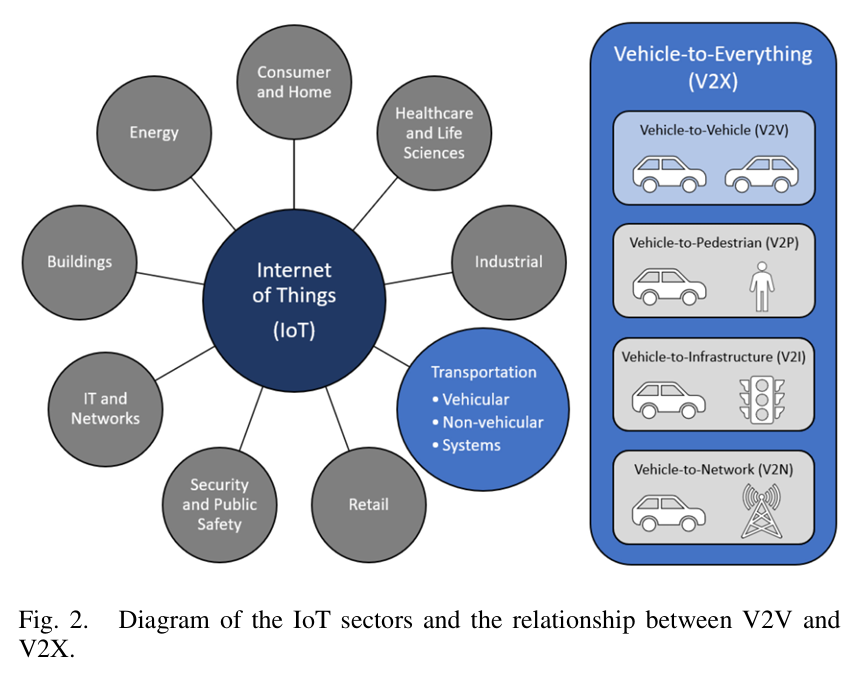 Consumer
and Home
Healthcare
and Life
Sciences
Energy
Buildings
Internet
of Things
(IoT)
Industrial
Transportation
• Vehicular
• Non-vehicular
• Systems
IT and
Networks
Security
and Public
Safety
Retail
Vehicle-to-Everything
(V2X)
Vehicle-to-Vehicle (V2V)
Vehicle-to-Pedestrian (V2P)
Vehicle-to-Infrastructure (V2I)
Vehicle-to-Network (V2N)
Fig. 2. Diagram of the IoT sectors and the relationship between V2V and
V2X.